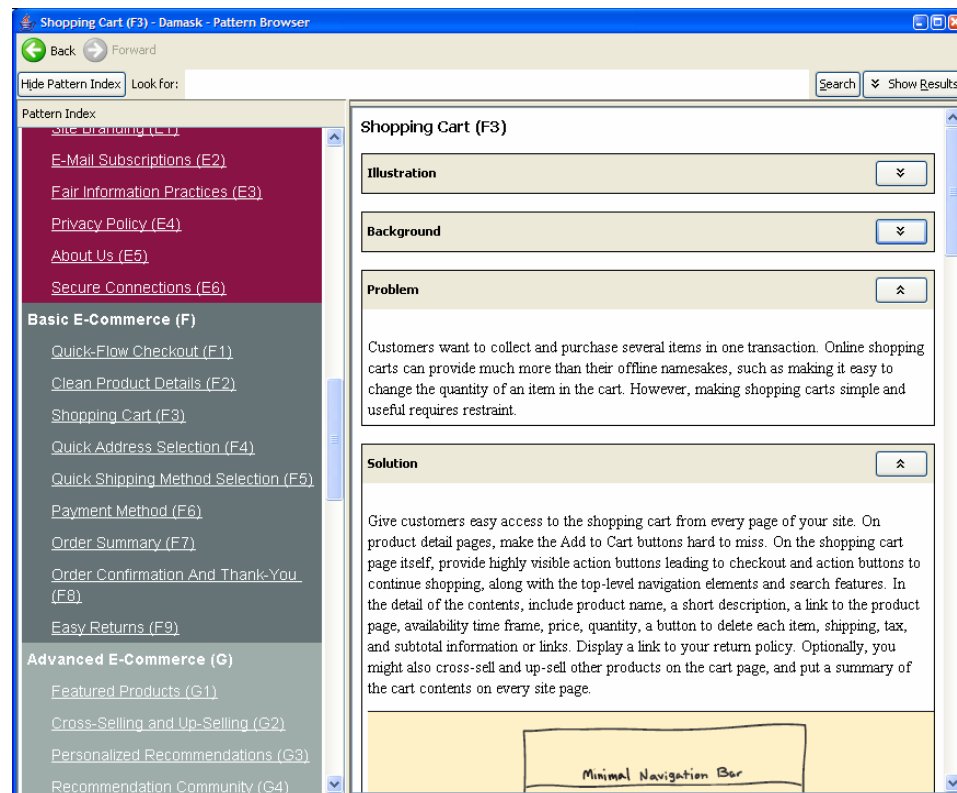 Shopping Cart (F3) - Damask - Pattern Browser
Back Forward
Hide Pattern Index Look for: Search Show Results
Pattern Index
Site Branding (E1)
E-Mail Subscriptions (E2)
Fair Information Practices (E3)
Privacy Policy (E4)
About Us (E5)
Secure Connections (E6)
Basic E-Commerce (F)
Quick-Flow Checkout (F1)
Clean Product Details (F2)
Shopping Cart (F3)
Quick Address Selection (F4)
Quick Shipping Method Selection (F5)
Payment Method (F6)
Order Summary (F7)
Order Confirmation And Thank-You
(F8)
Easy Returns (F9)
Advanced E-Commerce (G)
Featured Products (G1)
Cross-Selling and Up-Selling (G2)
Personalized Recommendations (G3)
Recommendation Community (G4)
Shopping Cart (F3)
Illustration
Background
Problem
Customers want to collect and purchase several items in one transaction. Online shopping
carts can provide much more than their offline namesakes, such as making it easy to
change the quantity of an item in the cart. However, making shopping carts simple and
useful requires restraint.
Solution
Give customers easy access to the shopping cart from every page of your site. On
product detail pages, make the Add to Cart buttons hard to miss. On the shopping cart
page itself, provide highly visible action buttons leading to checkout and action buttons to
continue shopping, along with the top-level navigation elements and search features. In
the detail of the contents, include product name, a short description, a link to the product
page, availability time frame, price, quantity, a button to delete each item, shipping, tax,
and subtotal information or links. Display a link to your return policy. Optionally, you
might also cross-sell and up-sell other products on the cart page, and put a summary of
the cart contents on every site page.
Minimal Navigation Bar